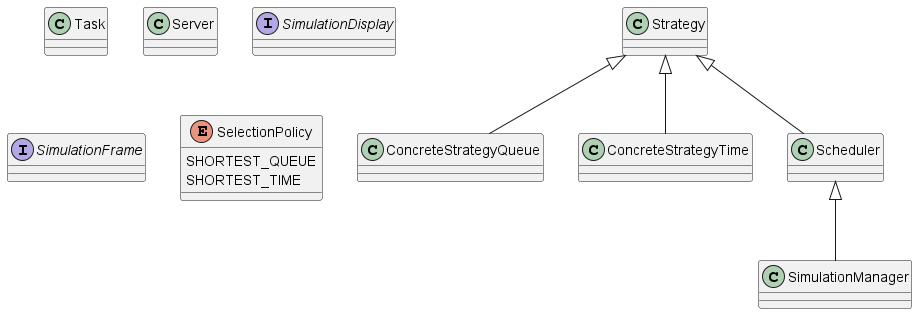 C Task
C Server
I SimulationDisplay
C Strategy
I SimulationFrame
E SelectionPolicy
SHORTEST_QUEUE
SHORTEST_TIME
C ConcreteStrategyQueue
C ConcreteStrategyTime
C Scheduler
C SimulationManager